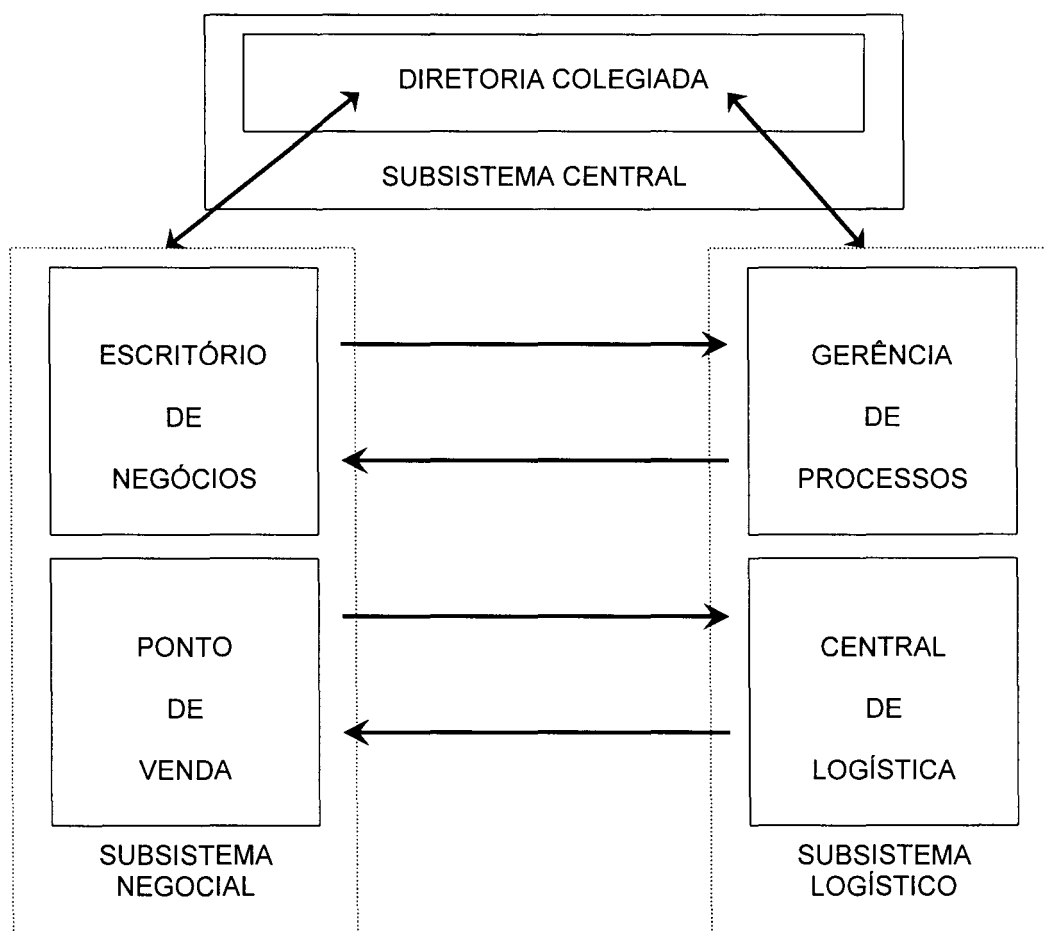 DIRETORIA COLEGIADA
SUBSISTEMA CENTRAL
ESCRITÓRIO
DE
NEGÓCIOS
GERÊNCIA
DE
PROCESSOS
PONTO
DE
VENDA
CENTRAL
DE
LOGÍSTICA
SUBSISTEMA
NEGOCIAL
SUBSISTEMA
LOGÍSTICO